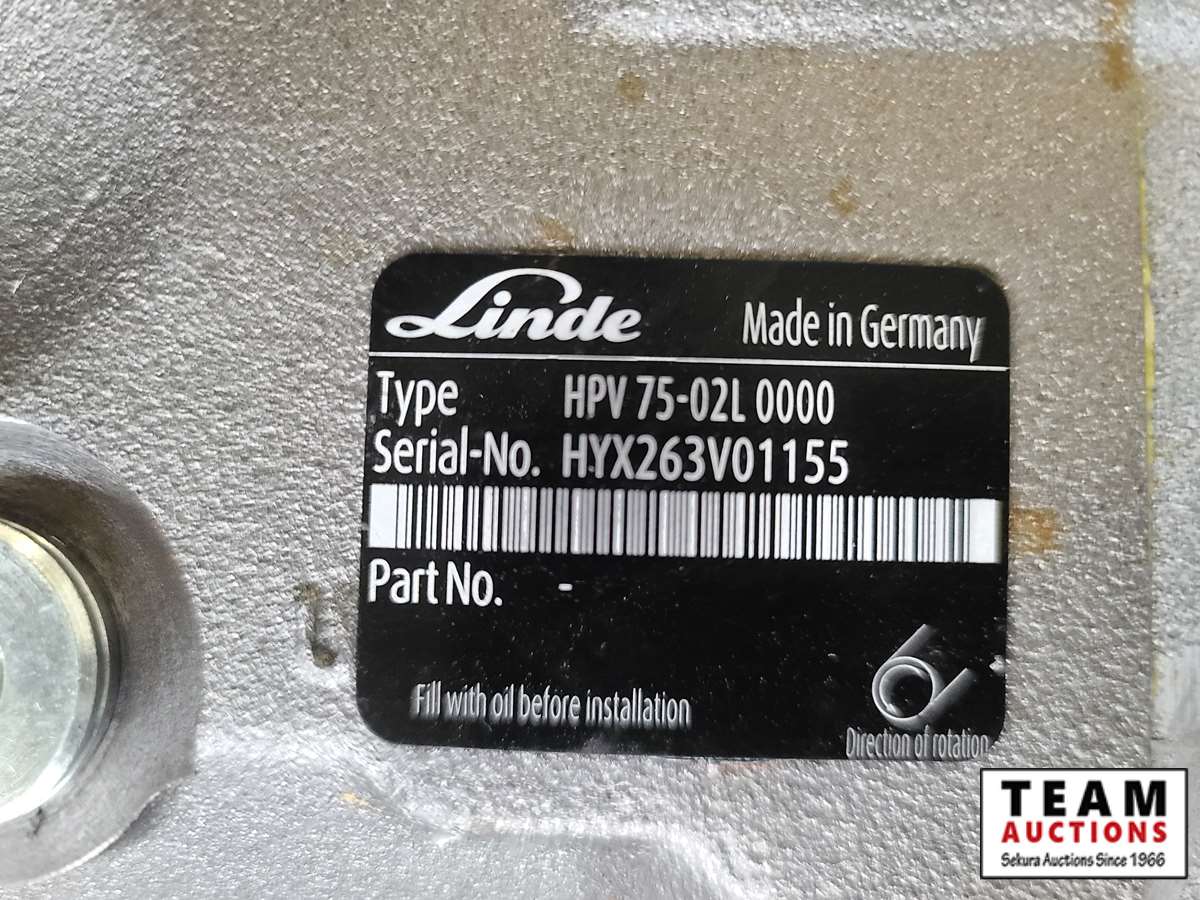 Linde
Made in Germany
Type HPV 75-02L 0000
Serial-No. HYX263V01155
Part No. -
Fill with oil before installation
Direction of rotation
TEAM
AUCTIONS
Sekura Auctions Since 1966